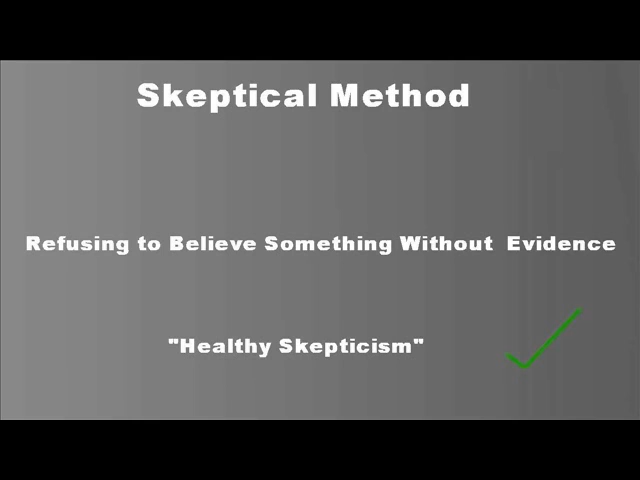 Skeptical Method
Refusing to Believe Something Without Evidence
"Healthy Skepticism"